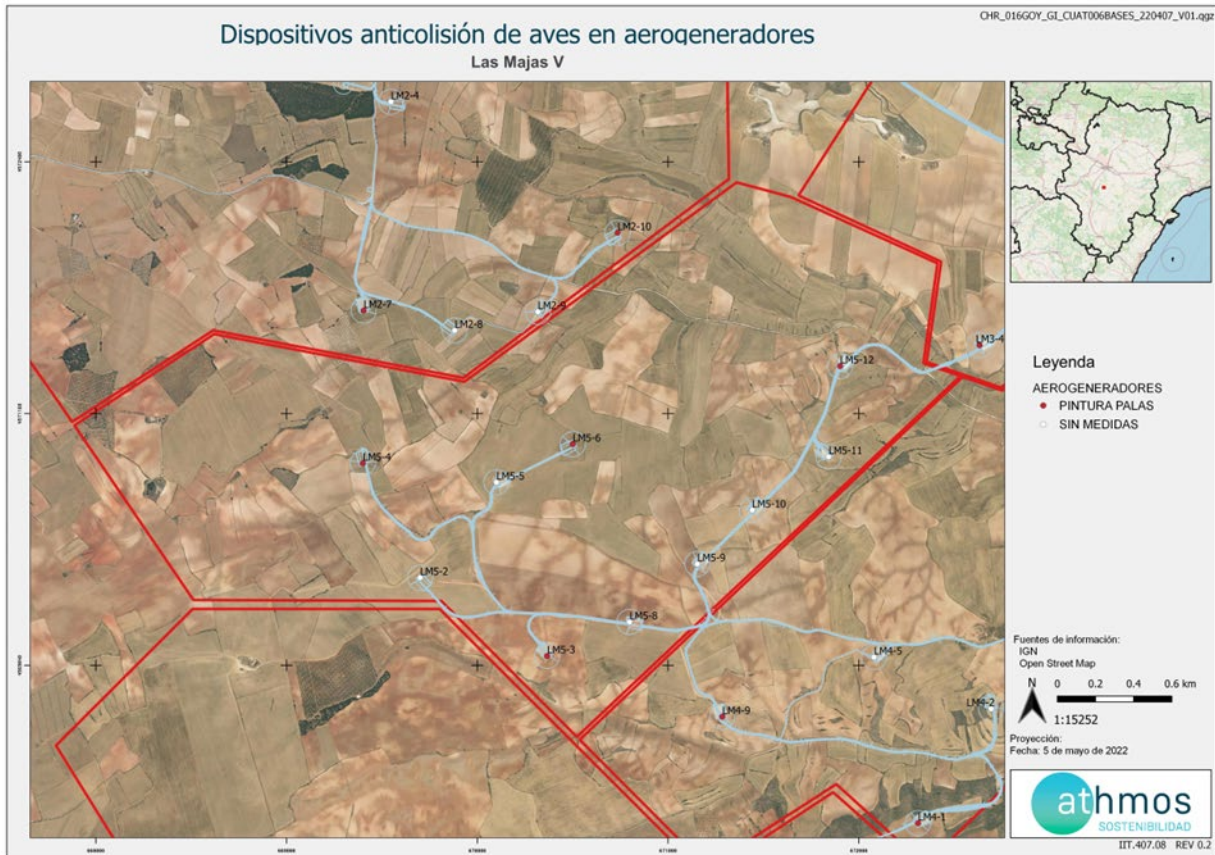 CHR_016GOY_GI_CUAT006BASES_220407_V01.qgz
Dispositivos anticolisión de aves en aerogeneradores
Las Majas V
LM2-4
LM2-10
LM2-7
LM2-9
LM2-8
LM3-4
LM5-12
LM5-6
LM5-11
LM5-4
LM5-5
LM5-10
LM5-9
LM5-2
LM5-8
LM5-3
LM4-5
LM4-2
LM4-9
LM4-1
Leyenda
AEROGENERADORES
PINTURA PALAS
SIN MEDIDAS
Fuentes de información:
IGN
Open Street Map
N
0 0.2 0.4 0.6 km
1:15252
Proyección:
Fecha: 5 de mayo de 2022
athmos
SOSTENIBILIDAD
IIT.407.08 REV 0.2
671000
672000